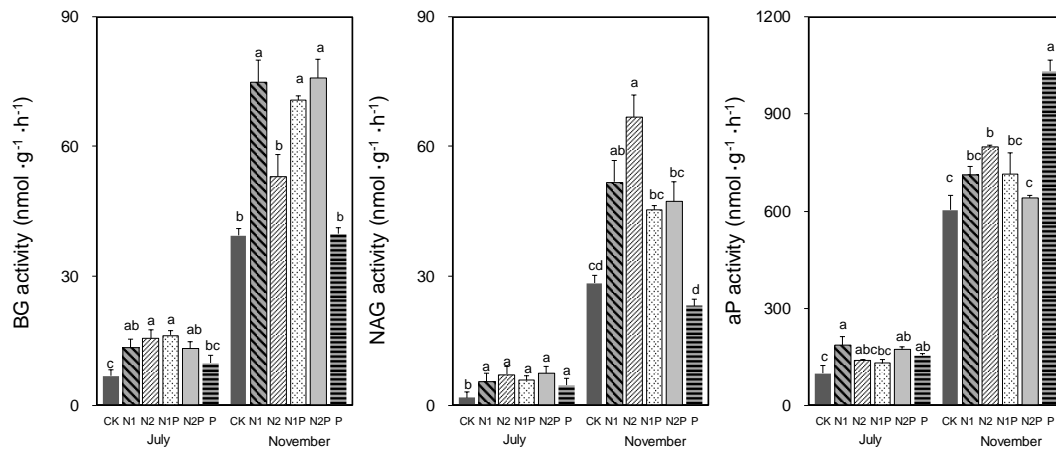 BG activity (nmol ·g⁻¹ ·h⁻¹)
90
60
30
0
c ab a a ab bc
b a b a a b
CK N1 N2 N1P N2P P CK N1 N2 N1P N2P P
July November
NAG activity (nmol ·g⁻¹ ·h⁻¹)
90
60
30
0
b a a a a a
cd ab a bc bc d
CK N1 N2 N1P N2P P CK N1 N2 N1P N2P P
July November
aP activity (nmol ·g⁻¹ ·h⁻¹)
1200
900
600
300
0
c a abc bc ab ab
c bc b bc c a
CK N1 N2 N1P N2P P CK N1 N2 N1P N2P P
July November